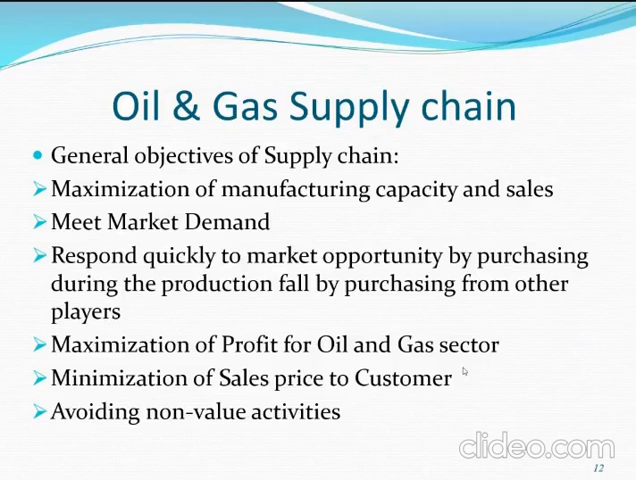 Oil & Gas Supply chain
General objectives of Supply chain:
Maximization of manufacturing capacity and sales
Meet Market Demand
Respond quickly to market opportunity by purchasing
during the production fall by purchasing from other
players
Maximization of Profit for Oil and Gas sector
Minimization of Sales price to Customer
Avoiding non-value activities
clideo.com
12